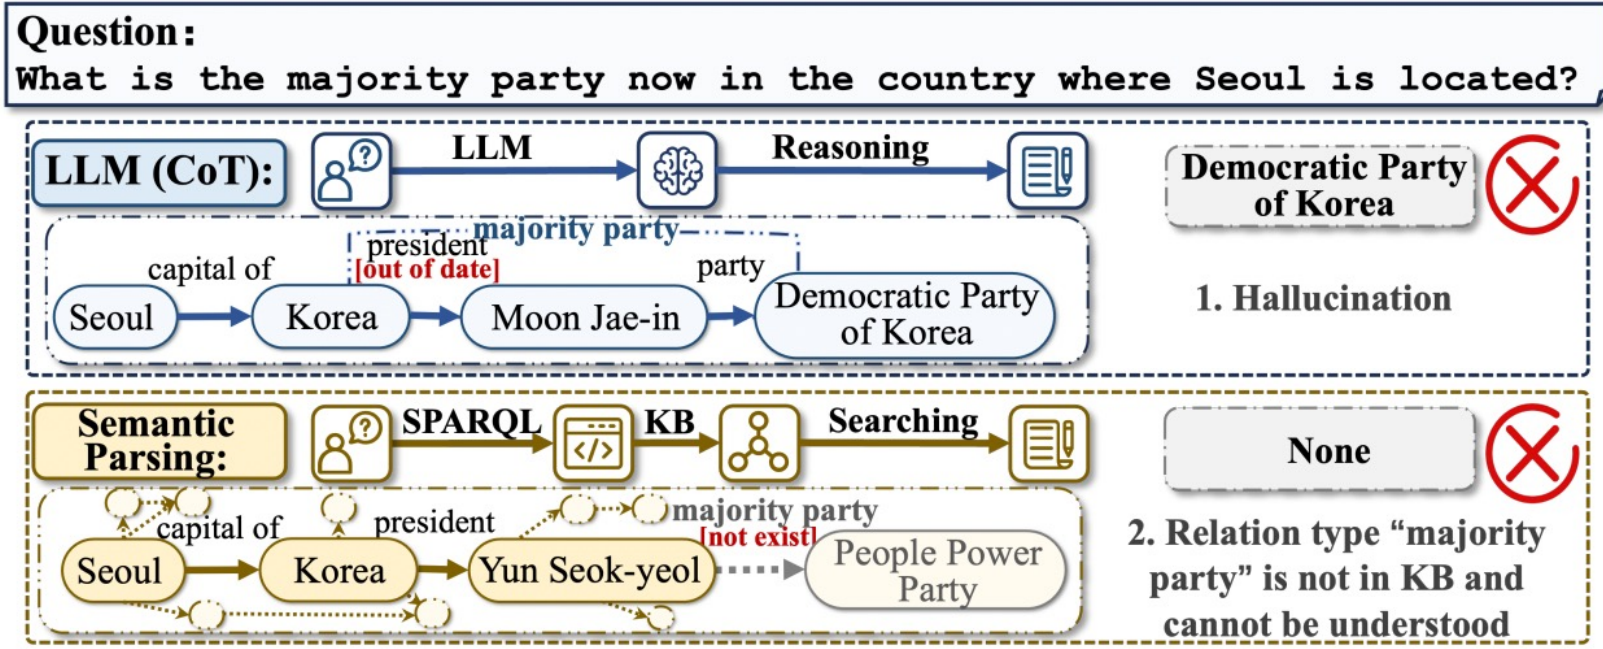 Question:
What is the majority party now in the country where Seoul is located?
LLM (CoT):
LLM
Reasoning
Democratic Party
of Korea
majority party
president
[out of date]
capital of
party
Seoul
Korea
Moon Jae-in
Democratic Party
of Korea
1. Hallucination
Semantic
Parsing:
SPARQL
KB
Searching
None
majority party
[not exist]
capital of
president
Seoul
Korea
Yun Seok-yeol
People Power
Party
2. Relation type “majority
party” is not in KB and
cannot be understood